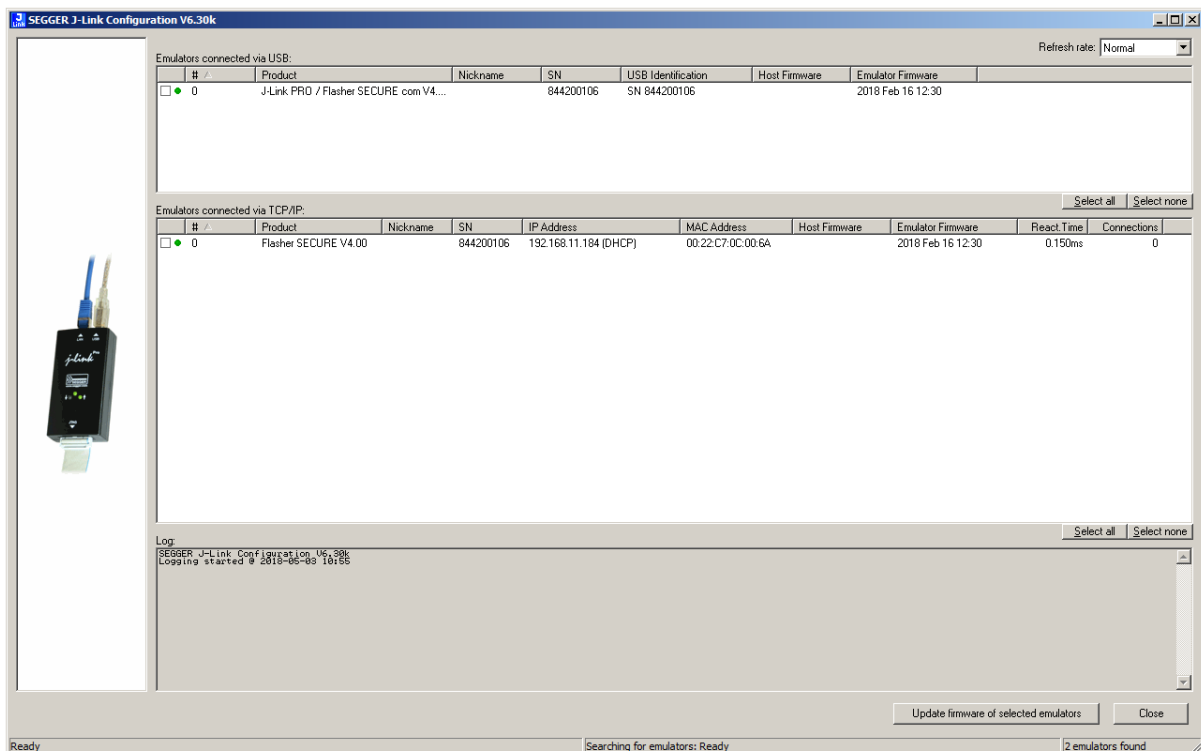 SEGGER J-Link Configuration V6.30k
Refresh rate: Normal
Emulators connected via USB:
# Product Nickname SN USB Identification Host Firmware Emulator Firmware
0 J-Link PRO / Flasher SECURE com V4.... 844200106 SN 844200106 2018 Feb 16 12:30
Select all Select none
Emulators connected via TCP/IP:
# Product Nickname SN IP Address MAC Address Host Firmware Emulator Firmware React.Time Connections
0 Flasher SECURE V4.00 844200106 192.168.11.184 (DHCP) 00:22:C7:0C:00:6A 2018 Feb 16 12:30 0.150ms 0
J-Link Pro
Select all Select none
Log:
SEGGER J-Link Configuration V6.30k
Logging started @ 2018-05-03 10:55
Update firmware of selected emulators Close
Ready Searching for emulators: Ready 2 emulators found